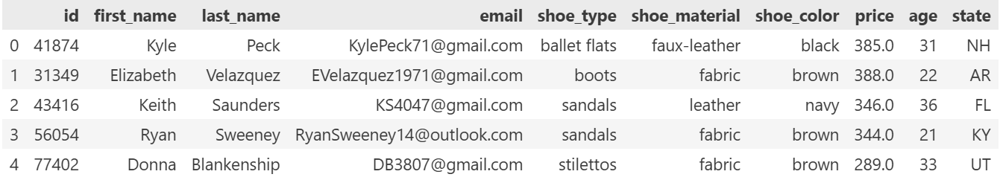 id first_name last_name email shoe_type shoe_material shoe_color price age state
0 41874 Kyle Peck KylePeck71@gmail.com ballet flats faux-leather black 385.0 31 NH
1 31349 Elizabeth Velazquez EVelazquez1971@gmail.com boots fabric brown 388.0 22 AR
2 43416 Keith Saunders KS4047@gmail.com sandals leather navy 346.0 36 FL
3 56054 Ryan Sweeney RyanSweeney14@outlook.com sandals fabric brown 344.0 21 KY
4 77402 Donna Blankenship DB3807@gmail.com stilettos fabric brown 289.0 33 UT